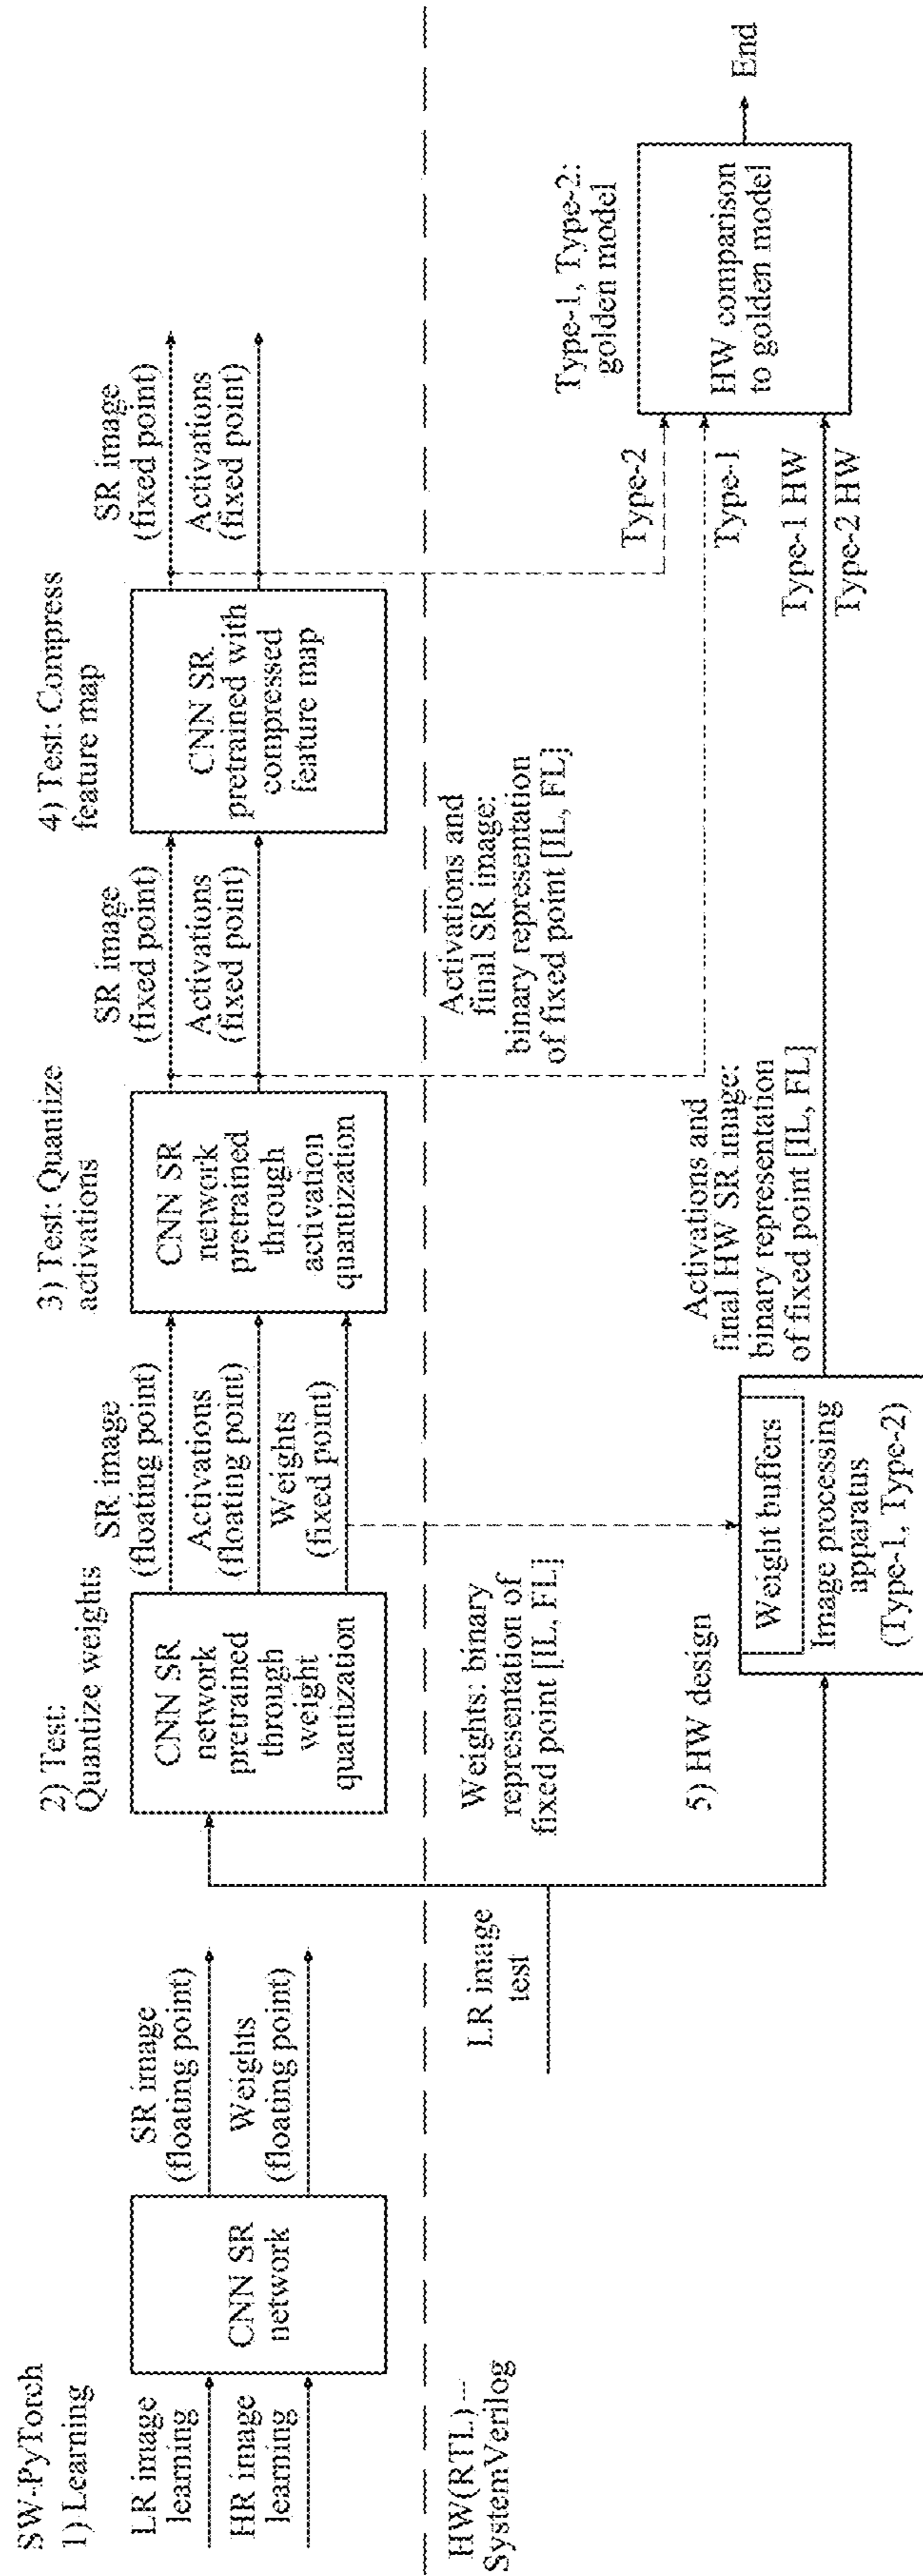 SW-PyTorch
1) Learning
LR image
learning
HR image
learning
CNN SR
network
SR image
(floating point)
Weights
(floating point)
2) Test:
Quantize weights
CNN SR
network
pretrained
through
weight
quantization
SR image
(floating point)
Activations
(floating point)
Weights
(fixed point)
3) Test: Quantize
activations
CNN SR
network
pretrained
through
activation
quantization
SR image
(fixed point)
Activations
(fixed point)
4) Test: Compress
feature map
CNN SR
pretrained with
compressed
feature map
SR image
(fixed point)
Activations
(fixed point)
HW(RTL) --
SystemVerilog
LR image
test
Weights: binary
representation of
fixed point [IL, FL]
5) HW design
Weight buffers
Image processing
apparatus
(Type-1, Type-2)
Activations and
final SR image:
binary representation
of fixed point [IL, FL]
Activations and
final HW SR image:
binary representation
of fixed point [IL, FL]
Type-2
Type-1
Type-1 HW
Type-2 HW
Type-1, Type-2:
golden model
HW comparison
to golden model
End